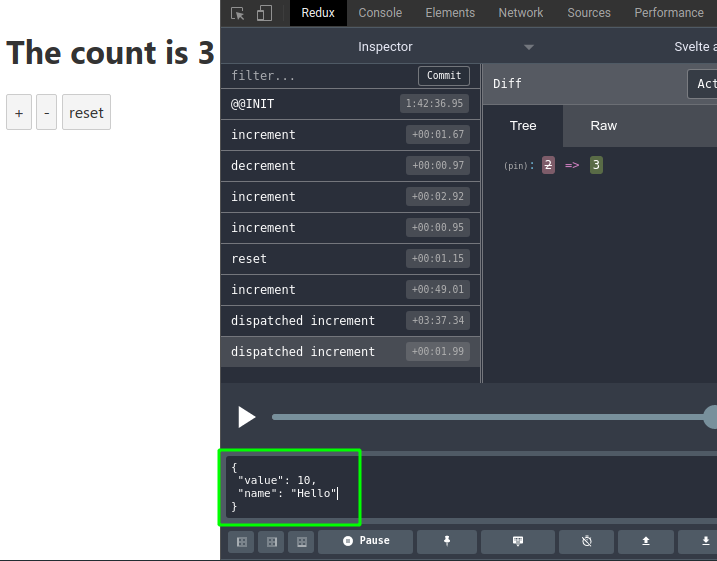 The count is 3
+ - reset
Redux Console Elements Network Sources Performance
Inspector Svelte a
filter... Commit
@@INIT 1:42:36.95
increment +00:01.67
decrement +00:00.97
increment +00:02.92
increment +00:00.95
reset +00:01.15
increment +00:49.01
dispatched increment +03:37.34
dispatched increment +00:01.99
Diff Act
Tree Raw
(pin): 2 => 3
{
"value": 10,
"name": "Hello"
}
Pause